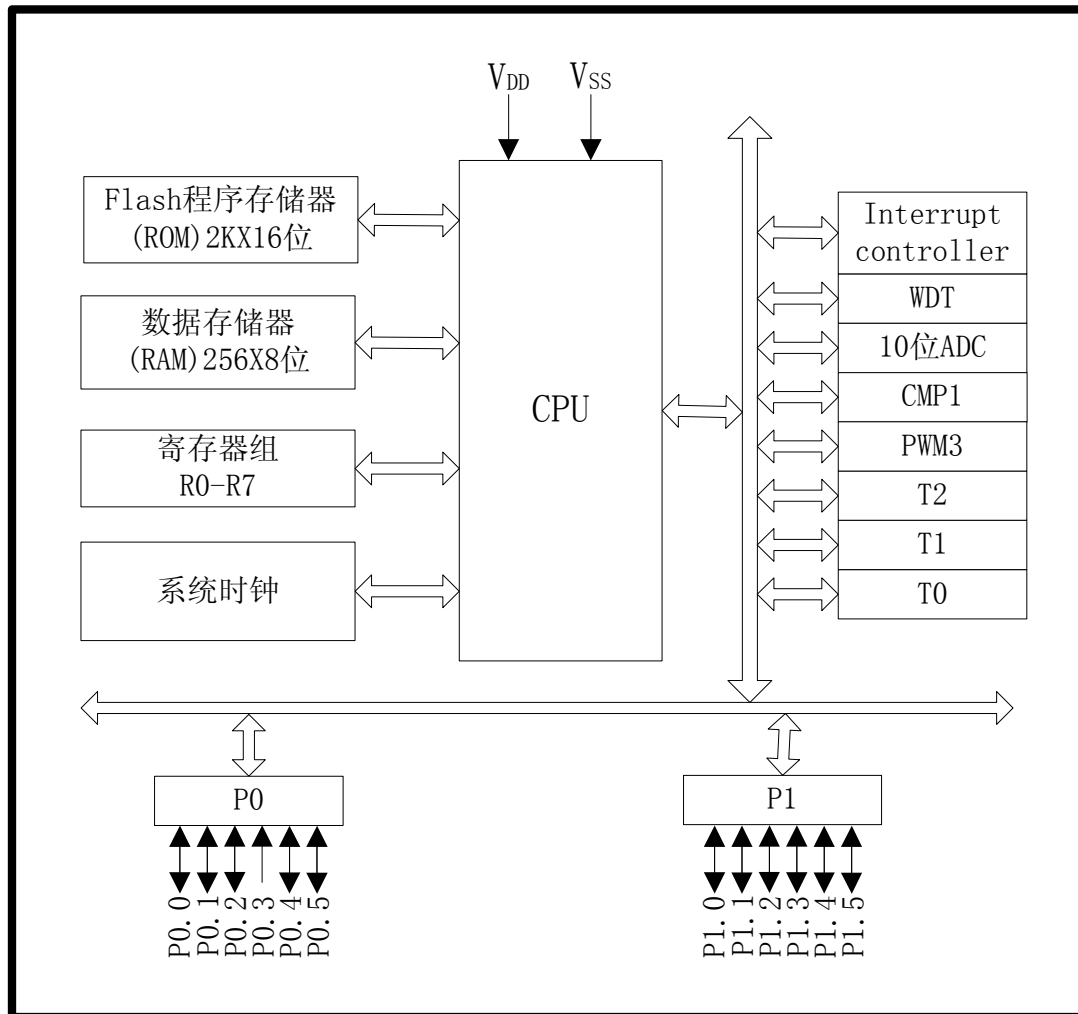 VDD
VSS
Flash程序存储器
(ROM)2KX16位
数据存储器
(RAM)256X8位
寄存器组
R0-R7
系统时钟
CPU
Interrupt
controller
WDT
10位ADC
CMP1
PWM3
T2
T1
T0
P0
P0.0
P0.1
P0.2
P0.3
P0.4
P0.5
P1
P1.0
P1.1
P1.2
P1.3
P1.4
P1.5